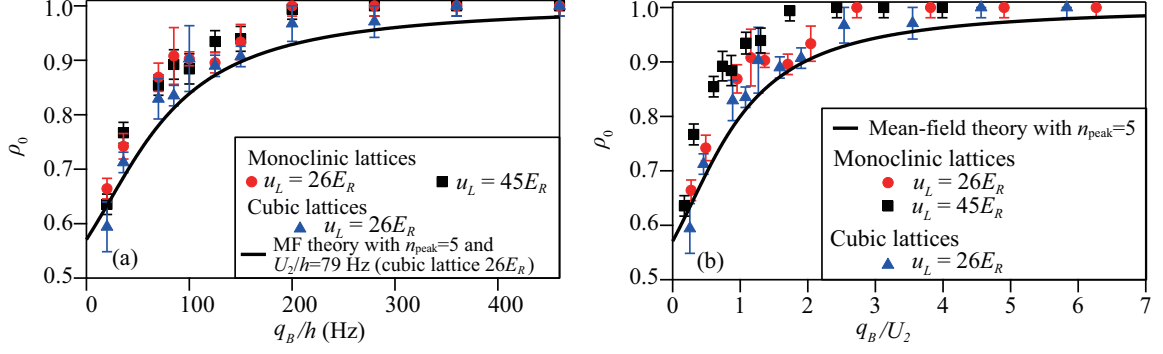 1.0
0.9
0.8
0.7
0.6
0.5
ρ0
Monoclinic lattices
uL = 26ER
uL = 45ER
Cubic lattices
uL = 26ER
MF theory with npeak=5 and
U2/h=79 Hz (cubic lattice 26ER)
(a)
0 100 200 300 400
qB/h (Hz)
1.0
0.9
0.8
0.7
0.6
0.5
ρ0
Mean-field theory with npeak=5
Monoclinic lattices
uL = 26ER
uL = 45ER
Cubic lattices
uL = 26ER
(b)
0 1 2 3 4 5 6 7
qB/U2